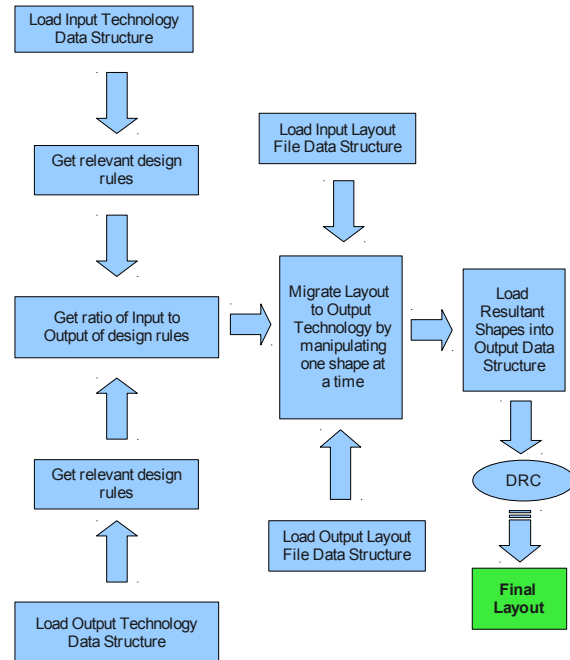 Load Input Technology
Data Structure
Get relevant design
rules
Get ratio of Input to
Output of design rules
Get relevant design
rules
Load Output Technology
Data Structure
Load Input Layout
File Data Structure
Migrate Layout
to Output
Technology by
manipulating
one shape at
a time
Load Output Layout
File Data Structure
Load
Resultant
Shapes into
Output Data
Structure
DRC
Final
Layout